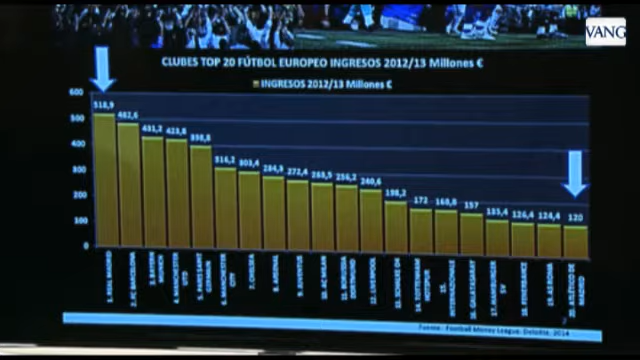 VANG
CLUBES TOP 20 FÚTBOL EUROPEO INGRESOS 2012/13 Millones €
INGRESOS 2012/13 Millones €
600
500
400
300
200
100
0
518,9
482,6
431,2
423,8
398,8
316,2
303,4
284,3
272,4
263,5
256,2
240,6
198,2
172
168,8
157
135,4
126,4
124,4
120
1. REAL MADRID
2. FC BARCELONA
3. BAYERN MUNICH
4. MANCHESTER UTD
5. PARIS SAINT GERMAIN
6. MANCHESTER CITY
7. CHELSEA
8. ARSENAL
9. JUVENTUS
10. AC MILAN
11. BORUSSIA DORTMUND
12. LIVERPOOL
13. SCHALKE 04
14. TOTTENHAM HOTSPUR
15. INTERNAZIONALE
16. GALATASARAY
17. HAMBURGER SV
18. FENERBAHCE
19. AS ROMA
20. ATLÉTICO DE MADRID
Fuente: Football Money League. Deloitte, 2014